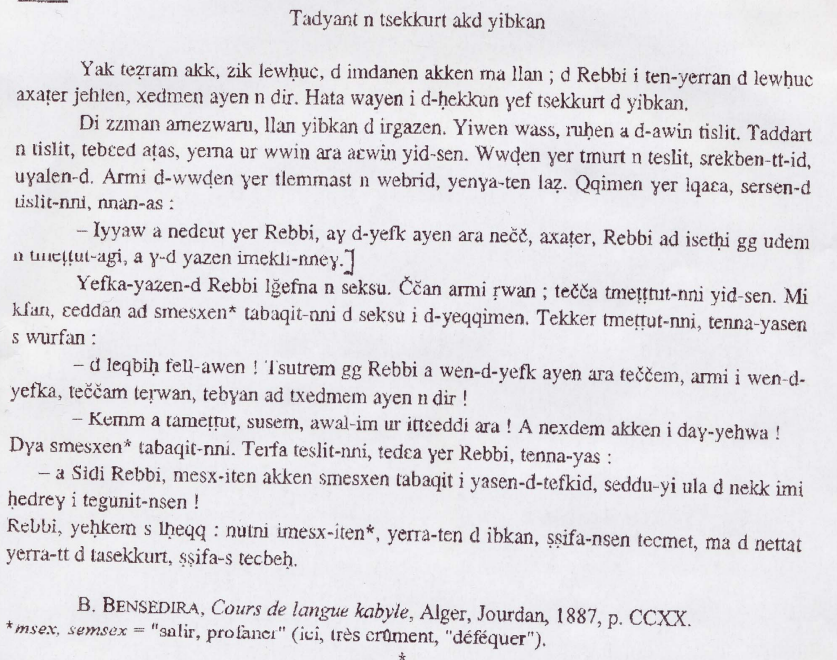 Tadyant n tsekkurt akd yibkan
Yak teẓram akk, zik lewḥuc, d imdanen akken ma llan ; d Rebbi i ten-yerran d lewḥuc
axaṭer jehlen, xedmen ayen n dir. Hata wayen i d-ḥekkun ɣef tsekkurt d yibkan.
Di zzman amezwaru, llan yibkan d irgazen. Yiwen wass, ruḥen a d-awin tislit. Taddart
n tislit, tebɛed aṭas, yerna ur wwin ara aɛwin yid-sen. Wwḍen ɣer tmurt n teslit, srekben-tt-id,
uɣalen-d. Armi d-wwḍen ɣer tlemmast n webrid, yenɣa-ten laẓ. Qqimen ɣer lqaɛa, sersen-d
tislit-nni, nnan-as :
– Iyyaw a nedɛut ɣer Rebbi, aɣ d-yefk ayen ara nečč, axaṭer, Rebbi ad isetḥi gg udem
n tmeṭṭut-agi, a ɣ-d yazen imekli-nneɣ.]
Yefka-yazen-d Rebbi lǧefna n seksu. Ččan armi ṛwan ; tečča tmeṭṭut-nni yid-sen. Mi
kfan, ɛeddan ad smesxen* tabaqit-nni d seksu i d-yeqqimen. Tekker tmeṭṭut-nni, tenna-yasen
s wurfan :
– d leqbiḥ fell-awen ! Tsutrem gg Rebbi a wen-d-yefk ayen ara teččem, armi i wen-d-
yefka, teččam teṛwan, tebɣan ad txedmem ayen n dir !
– Kemm a tameṭṭut, susem, awal-im ur ittɛeddi ara ! A nexdem akken i daɣ-yehwa !
Dɣa smesxen* tabaqit-nni. Terfa teslit-nni, tedɛa ɣer Rebbi, tenna-yas :
– a Sidi Rebbi, mesx-iten akken smesxen tabaqit i yasen-d-tefkid, seddu-yi ula d nekk imi
ḥedreɣ i tegunit-nsen !
Rebbi, yeḥkem s lḥeqq : nutni imesx-iten*, yerra-ten d ibkan, ṣṣifa-nsen tecmet, ma d nettat
yerra-tt d tasekkurt, ṣṣifa-s tecbeḥ.
B. BENSEDIRA, Cours de langue kabyle, Alger, Jourdan, 1887, p. CCXX.
*msex, semsex = "salir, profaner" (ici, très crûment, "déféquer").
*